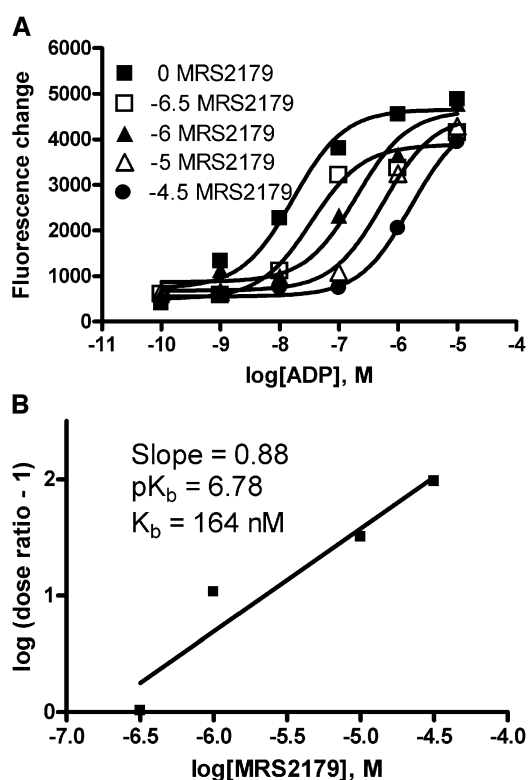 A
6000
5000
4000
3000
2000
1000
0
Fluorescence change
0 MRS2179
-6.5 MRS2179
-6 MRS2179
-5 MRS2179
-4.5 MRS2179
-11 -10 -9 -8 -7 -6 -5 -4
log[ADP], M
B
2
1
0
log (dose ratio - 1)
Slope = 0.88
pKb = 6.78
Kb = 164 nM
-7.0 -6.5 -6.0 -5.5 -5.0 -4.5 -4.0
log[MRS2179], M